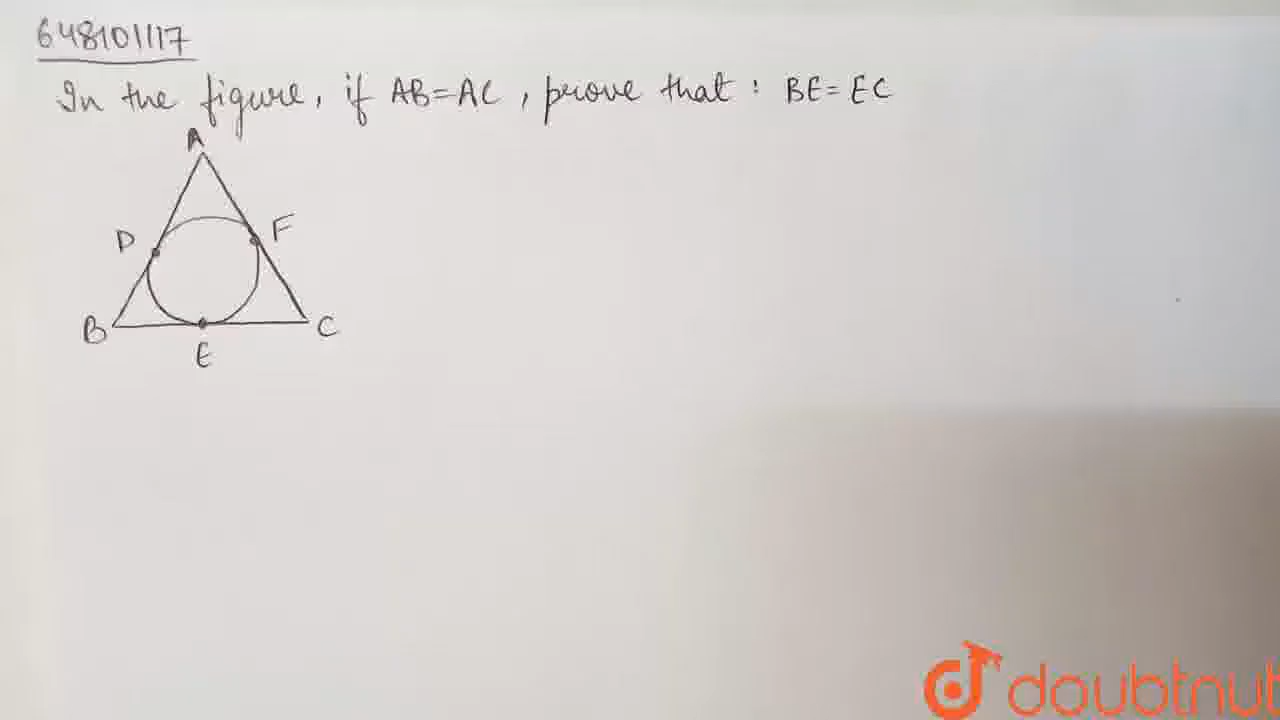 648101117
In the figure, if AB=AC, prove that : BE=EC
A
D F
B C
E
doubtnut